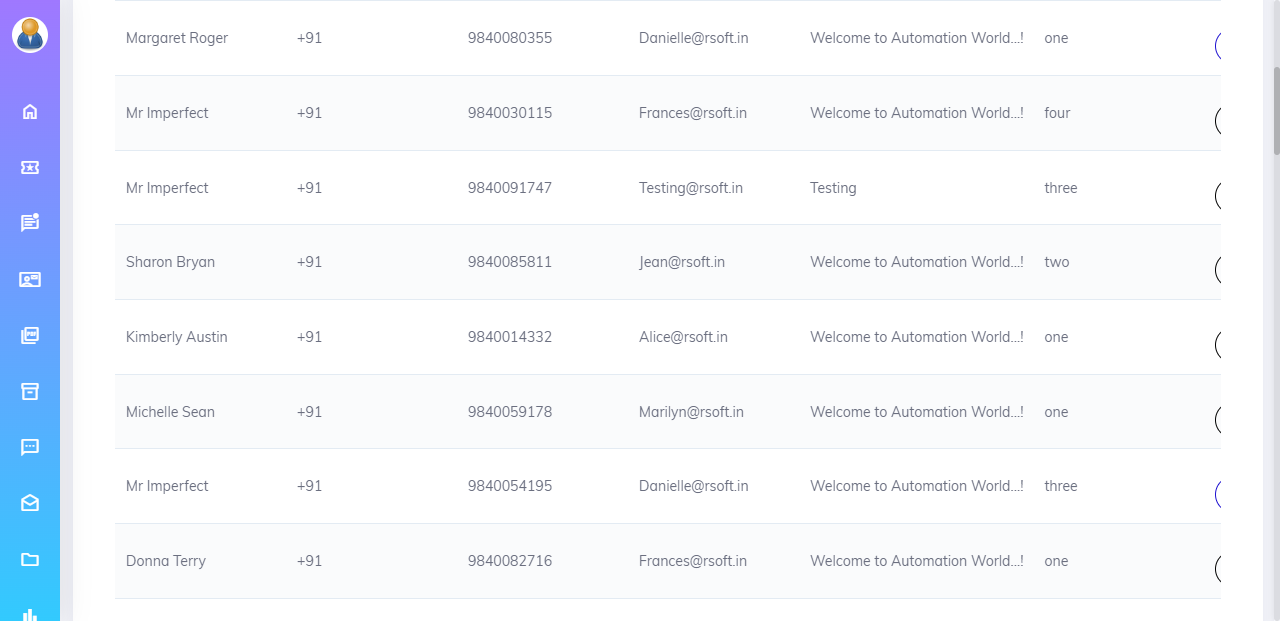 Margaret Roger +91 9840080355 Danielle@rsoft.in Welcome to Automation World...! one
Mr Imperfect +91 9840030115 Frances@rsoft.in Welcome to Automation World...! four
Mr Imperfect +91 9840091747 Testing@rsoft.in Testing three
Sharon Bryan +91 9840085811 Jean@rsoft.in Welcome to Automation World...! two
Kimberly Austin +91 9840014332 Alice@rsoft.in Welcome to Automation World...! one
Michelle Sean +91 9840059178 Marilyn@rsoft.in Welcome to Automation World...! one
Mr Imperfect +91 9840054195 Danielle@rsoft.in Welcome to Automation World...! three
Donna Terry +91 9840082716 Frances@rsoft.in Welcome to Automation World...! one